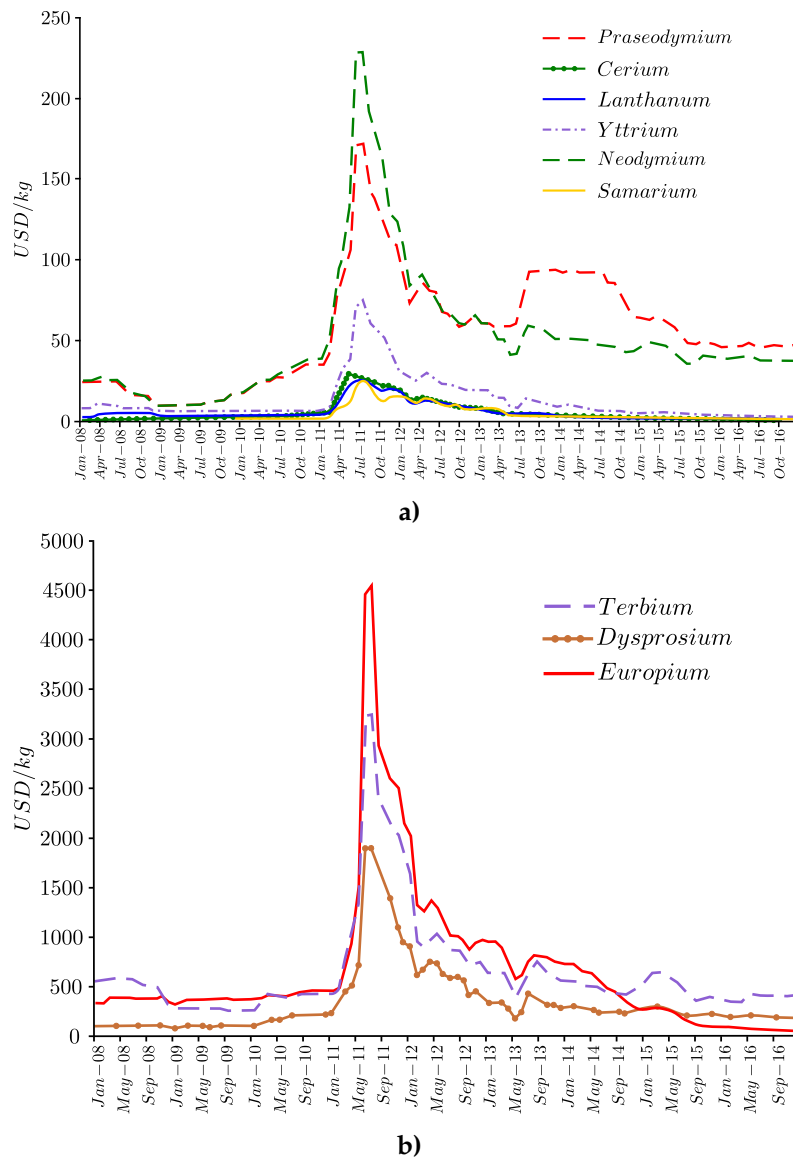 250
200
150
100
50
0
USD/kg
Praseodymium
Cerium
Lanthanum
Yttrium
Neodymium
Samarium
Jan-08
Apr-08
Jul-08
Oct-08
Jan-09
Apr-09
Jul-09
Oct-09
Jan-10
Apr-10
Jul-10
Oct-10
Jan-11
Apr-11
Jul-11
Oct-11
Jan-12
Apr-12
Jul-12
Oct-12
Jan-13
Apr-13
Jul-13
Oct-13
Jan-14
Apr-14
Jul-14
Oct-14
Jan-15
Apr-15
Jul-15
Oct-15
Jan-16
Apr-16
Jul-16
Oct-16
a)
5000
4500
4000
3500
3000
2500
2000
1500
1000
500
0
USD/kg
Terbium
Dysprosium
Europium
Jan-08
May-08
Sep-08
Jan-09
May-09
Sep-09
Jan-10
May-10
Sep-10
Jan-11
May-11
Sep-11
Jan-12
May-12
Sep-12
Jan-13
May-13
Sep-13
Jan-14
May-14
Sep-14
Jan-15
May-15
Sep-15
Jan-16
May-16
Sep-16
b)